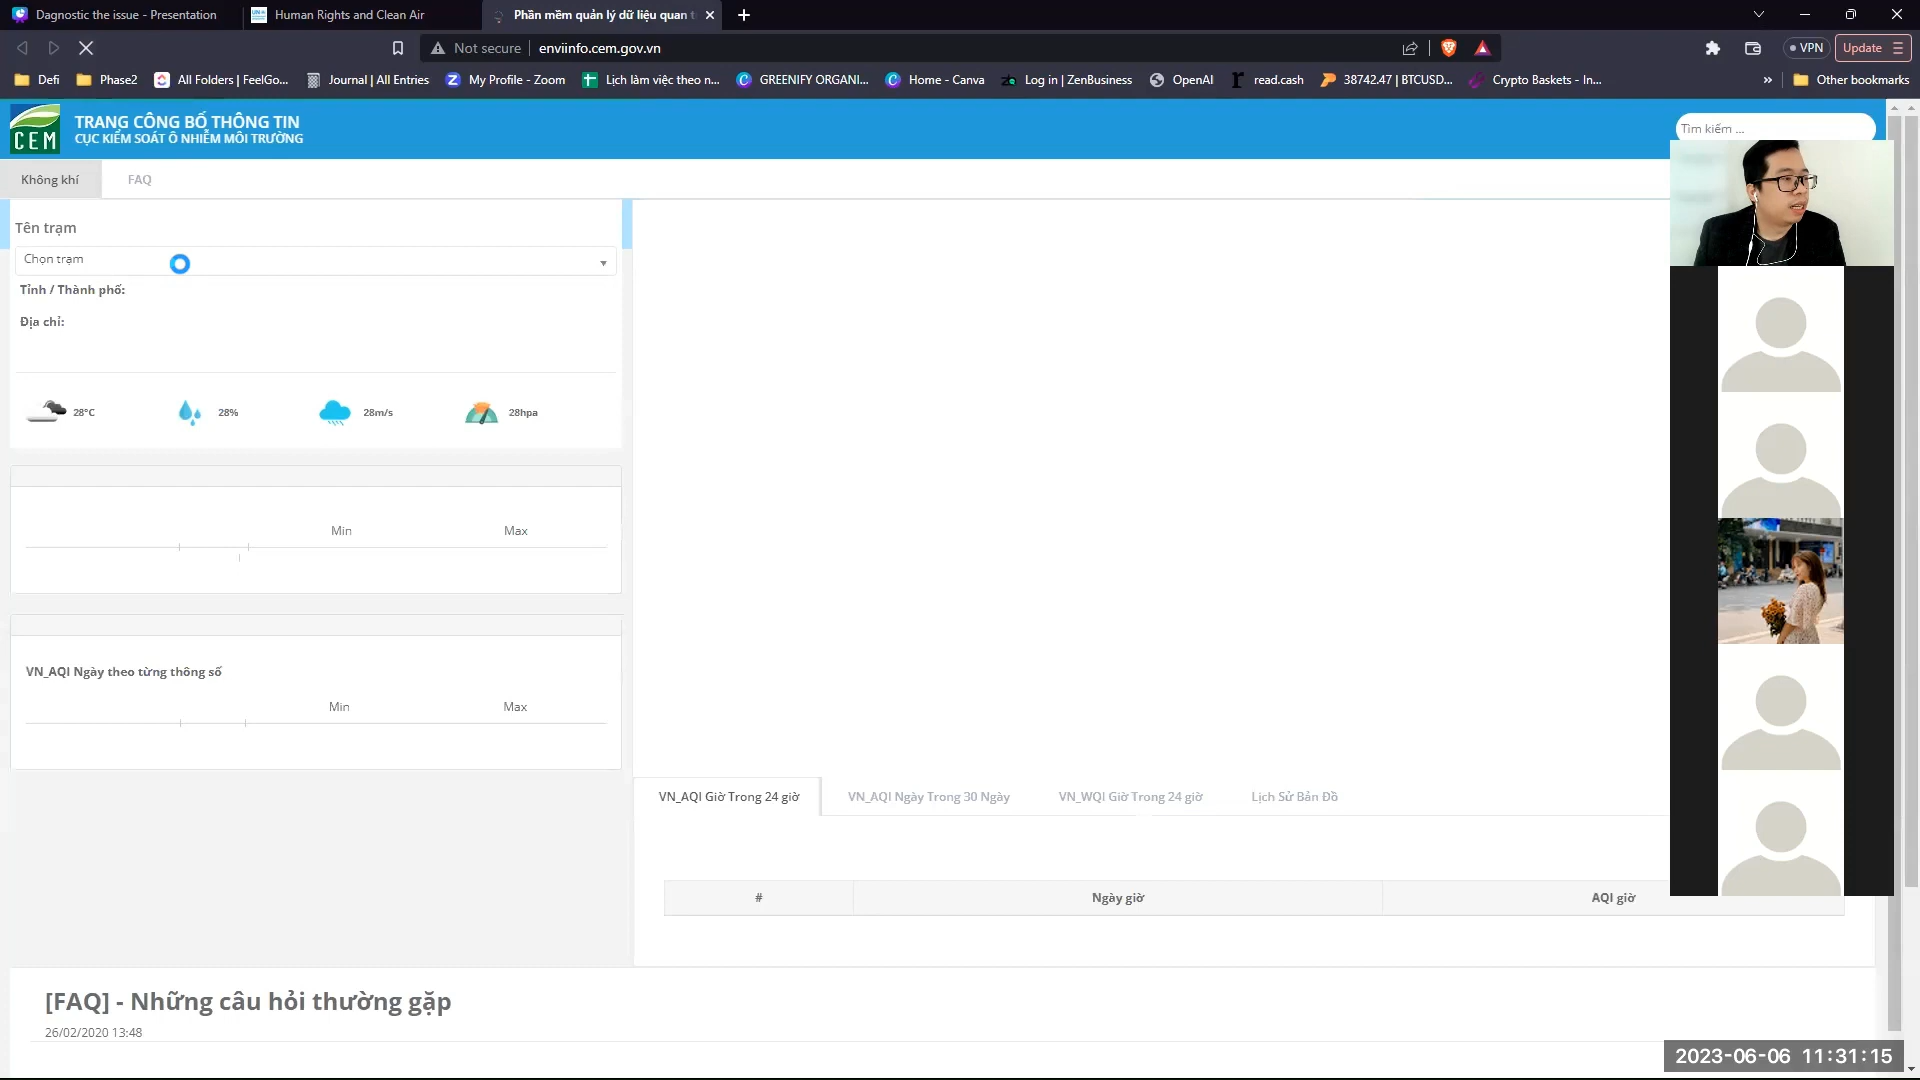 Diagnostic the issue - Presentation
Human Rights and Clean Air
Phần mềm quản lý dữ liệu quan t
Not secure
enviinfo.cem.gov.vn
VPN
Update
Defi
Phase2
All Folders | FeelGo...
Journal | All Entries
My Profile - Zoom
Lịch làm việc theo n...
GREENIFY ORGANI...
Home - Canva
Log in | ZenBusiness
OpenAI
read.cash
38742.47 | BTCUSD...
Crypto Baskets - In...
»
Other bookmarks
CEM
TRANG CÔNG BỐ THÔNG TIN
CỤC KIỂM SOÁT Ô NHIỄM MÔI TRƯỜNG
Tìm kiếm ...
Không khí
FAQ
Tên trạm
Chọn trạm
Tỉnh / Thành phố:
Địa chỉ:
28°C
28%
28m/s
28hpa
Min
Max
VN_AQI Ngày theo từng thông số
Min
Max
VN_AQI Giờ Trong 24 giờ
VN_AQI Ngày Trong 30 Ngày
VN_WQI Giờ Trong 24 giờ
Lịch Sử Bản Đồ
#
Ngày giờ
AQI giờ
[FAQ] - Những câu hỏi thường gặp
26/02/2020 13:48
2023-06-06 11:31:15